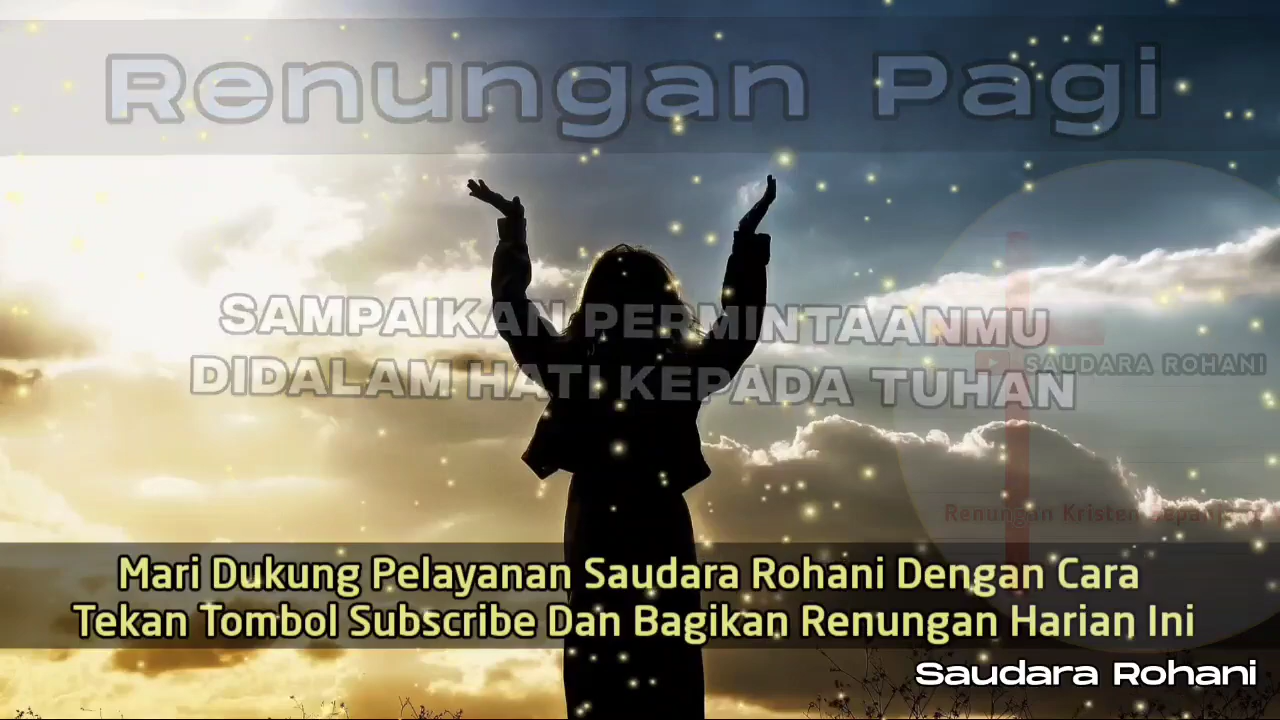 Renungan Pagi
SAMPAIKAN PERMINTAANMU
DIDALAM HATI KEPADA TUHAN
SAUDARA ROHANI
Renungan Kristen
Mari Dukung Pelayanan Saudara Rohani Dengan Cara
Tekan Tombol Subscribe Dan Bagikan Renungan Harian Ini
Saudara Rohani